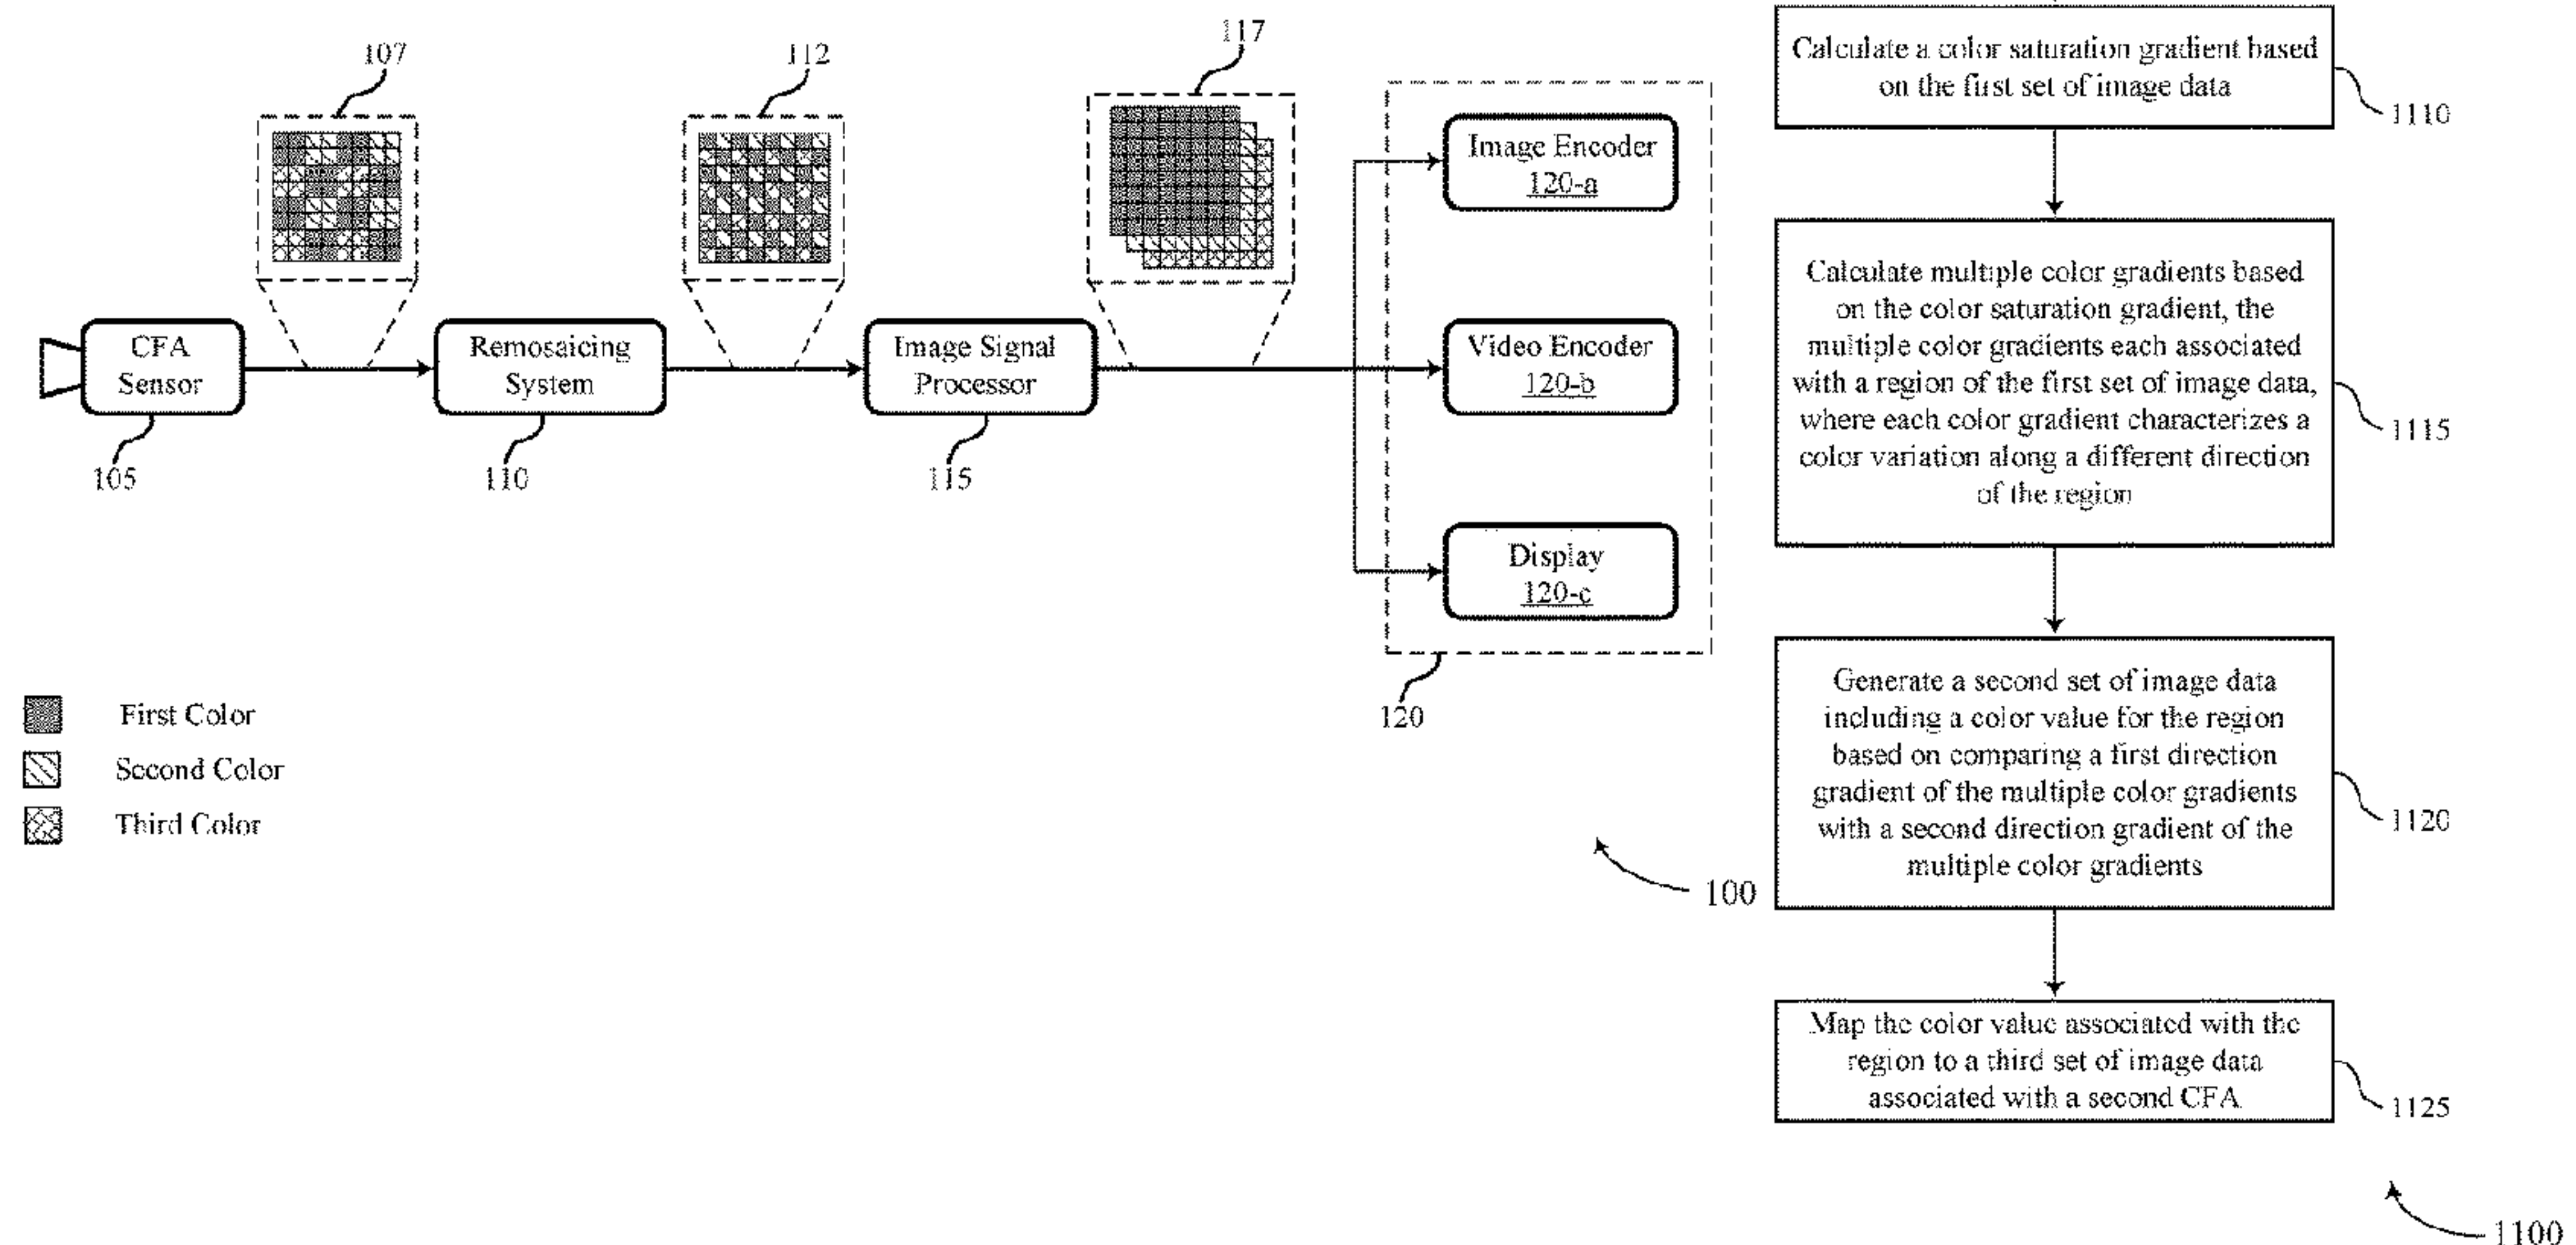 107
112
117
CFA
Sensor
105
Remosaicing
System
110
Image Signal
Processor
115
Image Encoder
120-a
Video Encoder
120-b
Display
120-c
120
First Color
Second Color
Third Color
100
Calculate a color saturation gradient based
on the first set of image data
1110
Calculate multiple color gradients based
on the color saturation gradient, the
multiple color gradients each associated
with a region of the first set of image data,
where each color gradient characterizes a
color variation along a different direction
of the region
1115
Generate a second set of image data
including a color value for the region
based on comparing a first direction
gradient of the multiple color gradients
with a second direction gradient of the
multiple color gradients
1120
Map the color value associated with the
region to a third set of image data
associated with a second CFA
1125
1100